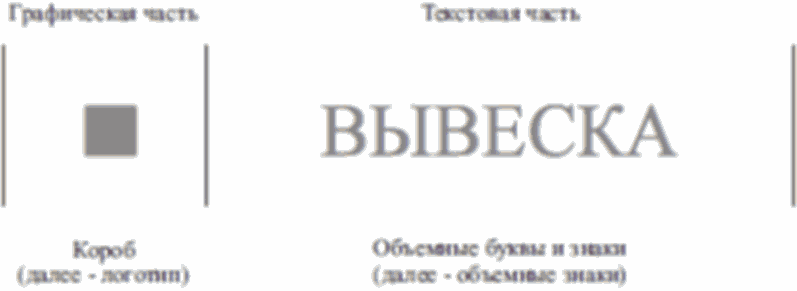 Графическая часть
Текстовая часть
ВЫВЕСКА
Короб
(далее - логотип)
Объемные буквы и знаки
(далее - объемные знаки)